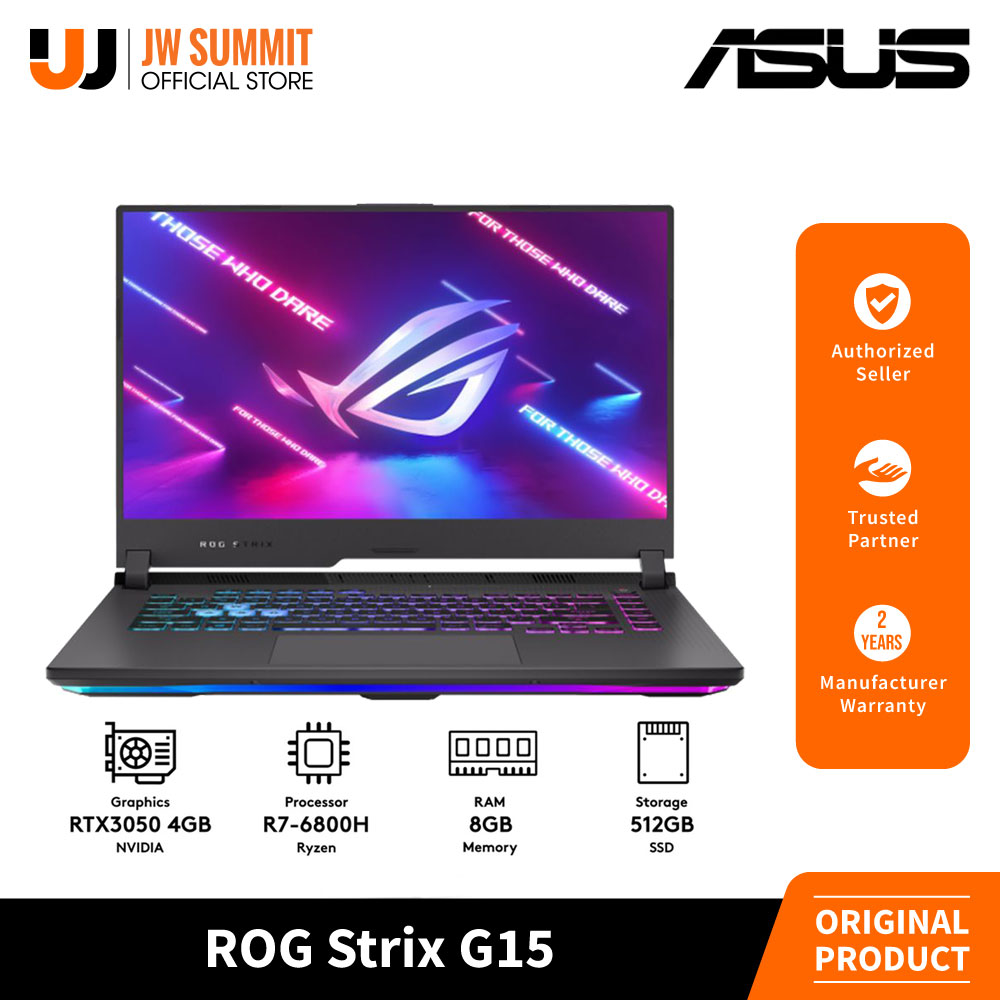 JW SUMMIT
OFFICIAL STORE
ASUS
THOSE WHO DARE
FOR THOSE WHO DARE
FOR THOSE WHO DARE
FOR THOSE WHO DA
ROG STRIX
Authorized
Seller
Trusted
Partner
2
YEARS
Manufacturer
Warranty
Graphics
RTX3050 4GB
NVIDIA
Processor
R7-6800H
Ryzen
RAM
8GB
Memory
Storage
512GB
SSD
ROG Strix G15
ORIGINAL
PRODUCT